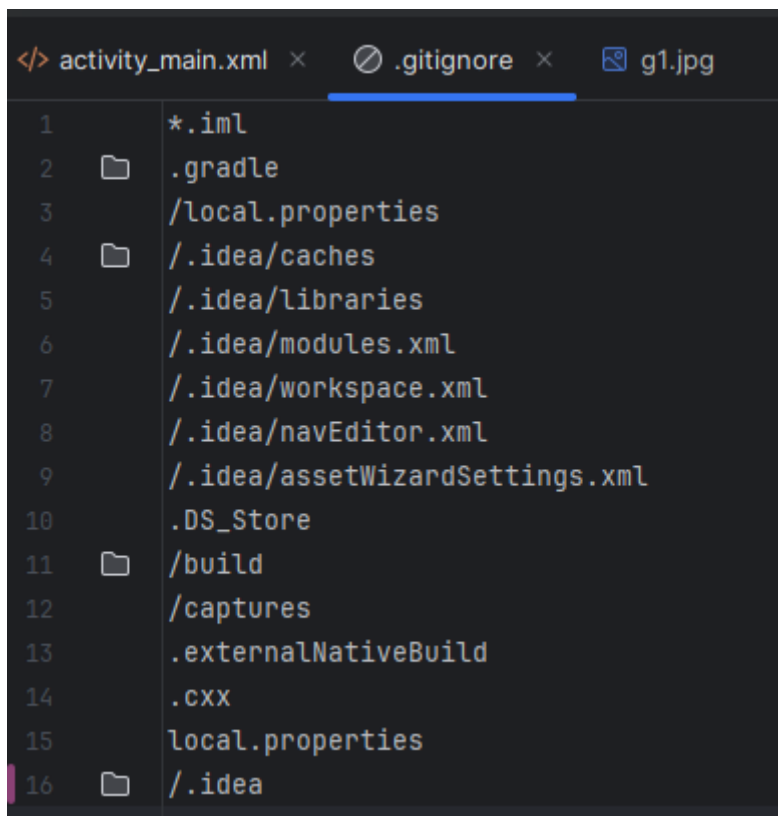 activity_main.xml × .gitignore × g1.jpg
1 *.iml
2 .gradle
3 /local.properties
4 /.idea/caches
5 /.idea/libraries
6 /.idea/modules.xml
7 /.idea/workspace.xml
8 /.idea/navEditor.xml
9 /.idea/assetWizardSettings.xml
10 .DS_Store
11 /build
12 /captures
13 .externalNativeBuild
14 .cxx
15 local.properties
16 /.idea